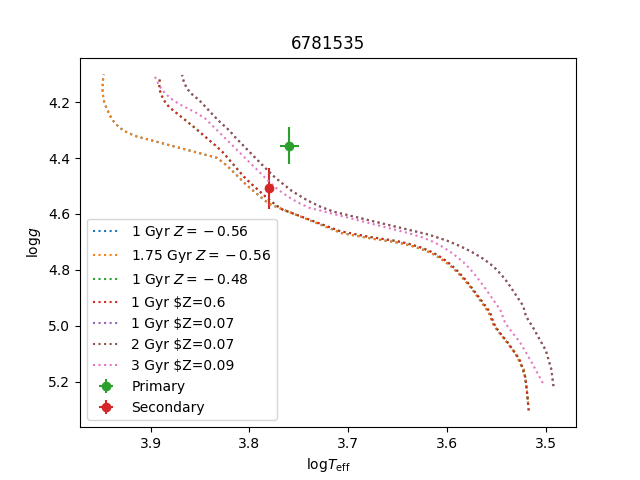 6781535
4.2
4.4
4.6
4.8
5.0
5.2
log g
1 Gyr Z = −0.56
1.75 Gyr Z = −0.56
1 Gyr Z = −0.48
1 Gyr $Z=0.6
1 Gyr $Z=0.07
2 Gyr $Z=0.07
3 Gyr $Z=0.09
Primary
Secondary
3.9 3.8 3.7 3.6 3.5
log T_eff